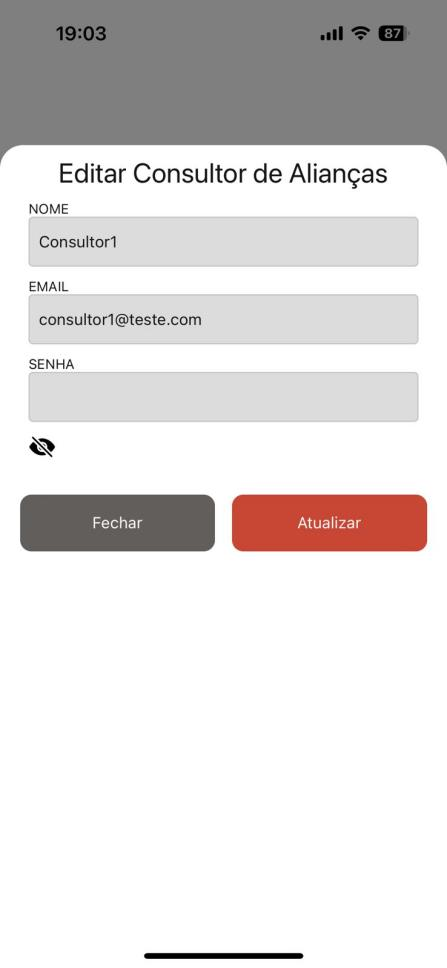 19:03
87
Editar Consultor de Alianças
NOME
Consultor1
EMAIL
consultor1@teste.com
SENHA
Fechar
Atualizar